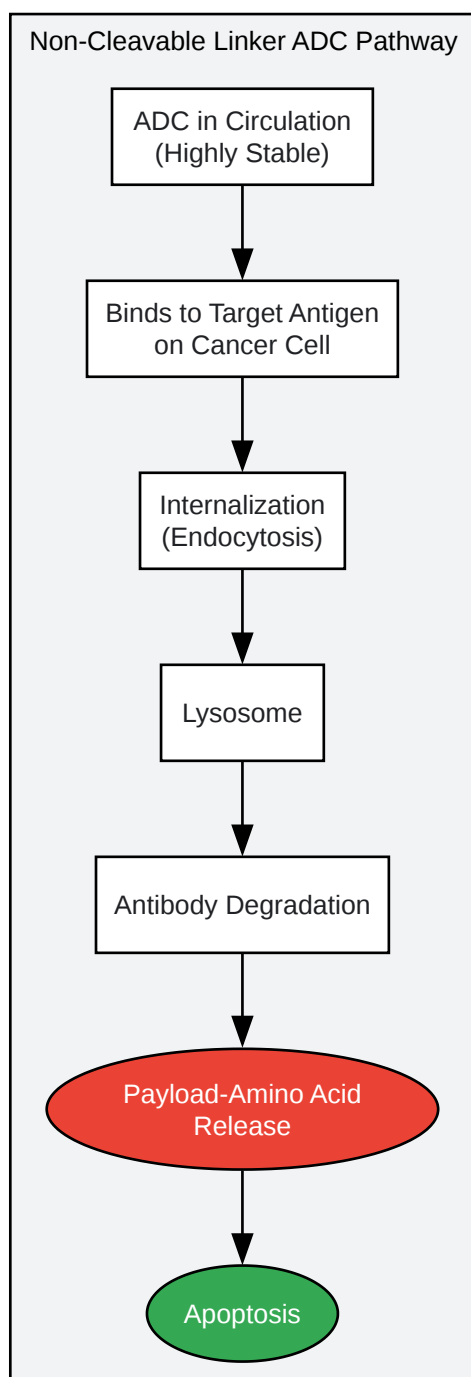 Non-Cleavable Linker ADC Pathway
ADC in Circulation
(Highly Stable)
Binds to Target Antigen
on Cancer Cell
Internalization
(Endocytosis)
Lysosome
Antibody Degradation
Payload-Amino Acid
Release
Apoptosis